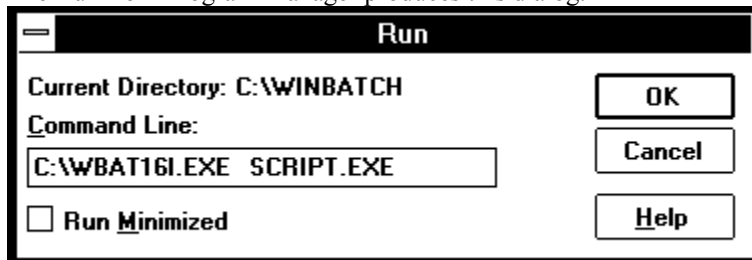 Run
Current Directory: C:\WINBATCH
Command Line:
C:\WBAT16I.EXE SCRIPT.EXE
Run Minimized
OK
Cancel
Help